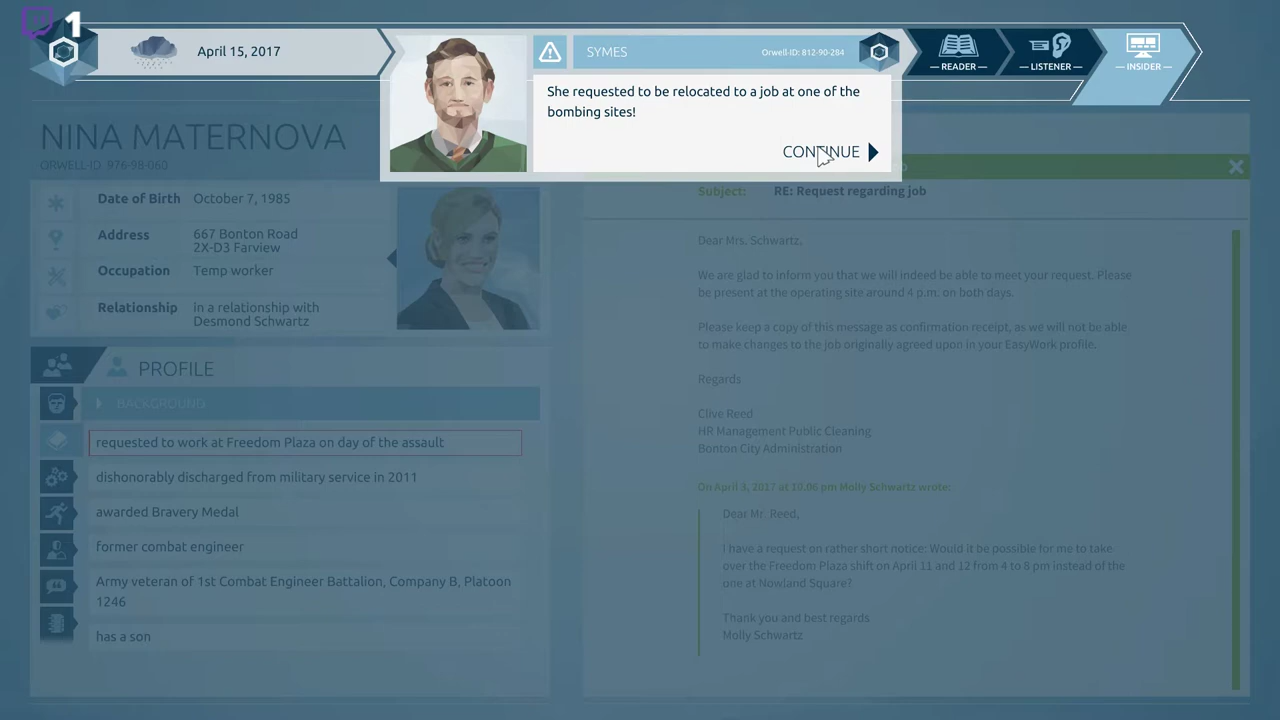 1
April 15, 2017
SYMES
Orwell-ID: 812-90-284
She requested to be relocated to a job at one of the
bombing sites!
CONTINUE
— READER —
— LISTENER —
— INSIDER —
NINA MATERNOVA
ORWELL-ID 976-98-060
Date of Birth October 7, 1985
Address 667 Bonton Road
2X-D3 Farview
Occupation Temp worker
Relationship in a relationship with
Desmond Schwartz
PROFILE
BACKGROUND
requested to work at Freedom Plaza on day of the assault
dishonorably discharged from military service in 2011
awarded Bravery Medal
former combat engineer
Army veteran of 1st Combat Engineer Battalion, Company B, Platoon
1246
has a son
Subject: RE: Request regarding job
Dear Mrs. Schwartz,
We are glad to inform you that we will indeed be able to meet your request. Please
be present at the operating site around 4 p.m. on both days.
Please keep a copy of this message as confirmation receipt, as we will not be able
to make changes to the job originally agreed upon in your EasyWork profile.
Regards
Clive Reed
HR Management Public Cleaning
Bonton City Administration
On April 3, 2017 at 10.06 pm Molly Schwartz wrote:
Dear Mr. Reed,
I have a request on rather short notice: Would it be possible for me to take
over the Freedom Plaza shift on April 11 and 12 from 4 to 8 pm instead of the
one at Nowland Square?
Thank you and best regards
Molly Schwartz